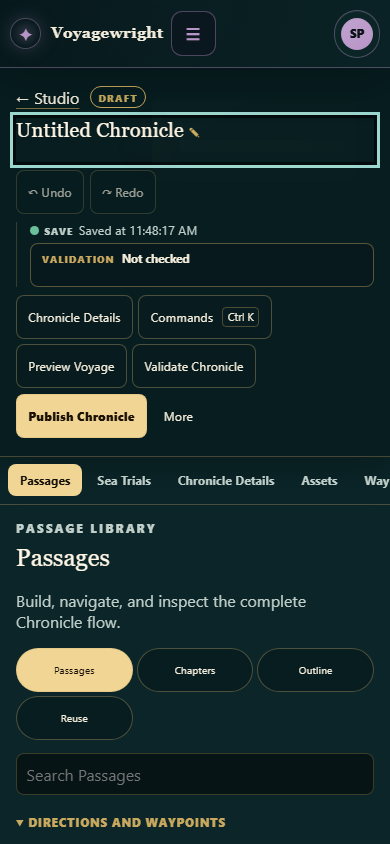 Voyagewright
SP
← Studio
DRAFT
Untitled Chronicle
↶ Undo
↷ Redo
SAVE Saved at 11:48:17 AM
VALIDATION Not checked
Chronicle Details
Commands Ctrl K
Preview Voyage
Validate Chronicle
Publish Chronicle
More
Passages
Sea Trials
Chronicle Details
Assets
Way
PASSAGE LIBRARY
Passages
Build, navigate, and inspect the complete
Chronicle flow.
Passages
Chapters
Outline
Reuse
Search Passages
▾ DIRECTIONS AND WAYPOINTS